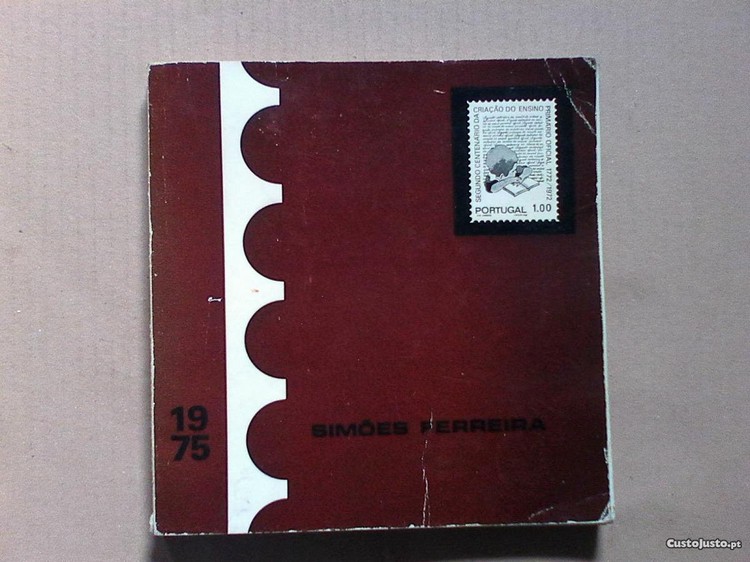 SEGUNDO CENTENÁRIO DA
CRIAÇÃO DO ENSINO
PRIMÁRIO OFICIAL 1772/1972
PORTUGAL 1.00
19
75
SIMÕES FERREIRA
CustoJusto.pt